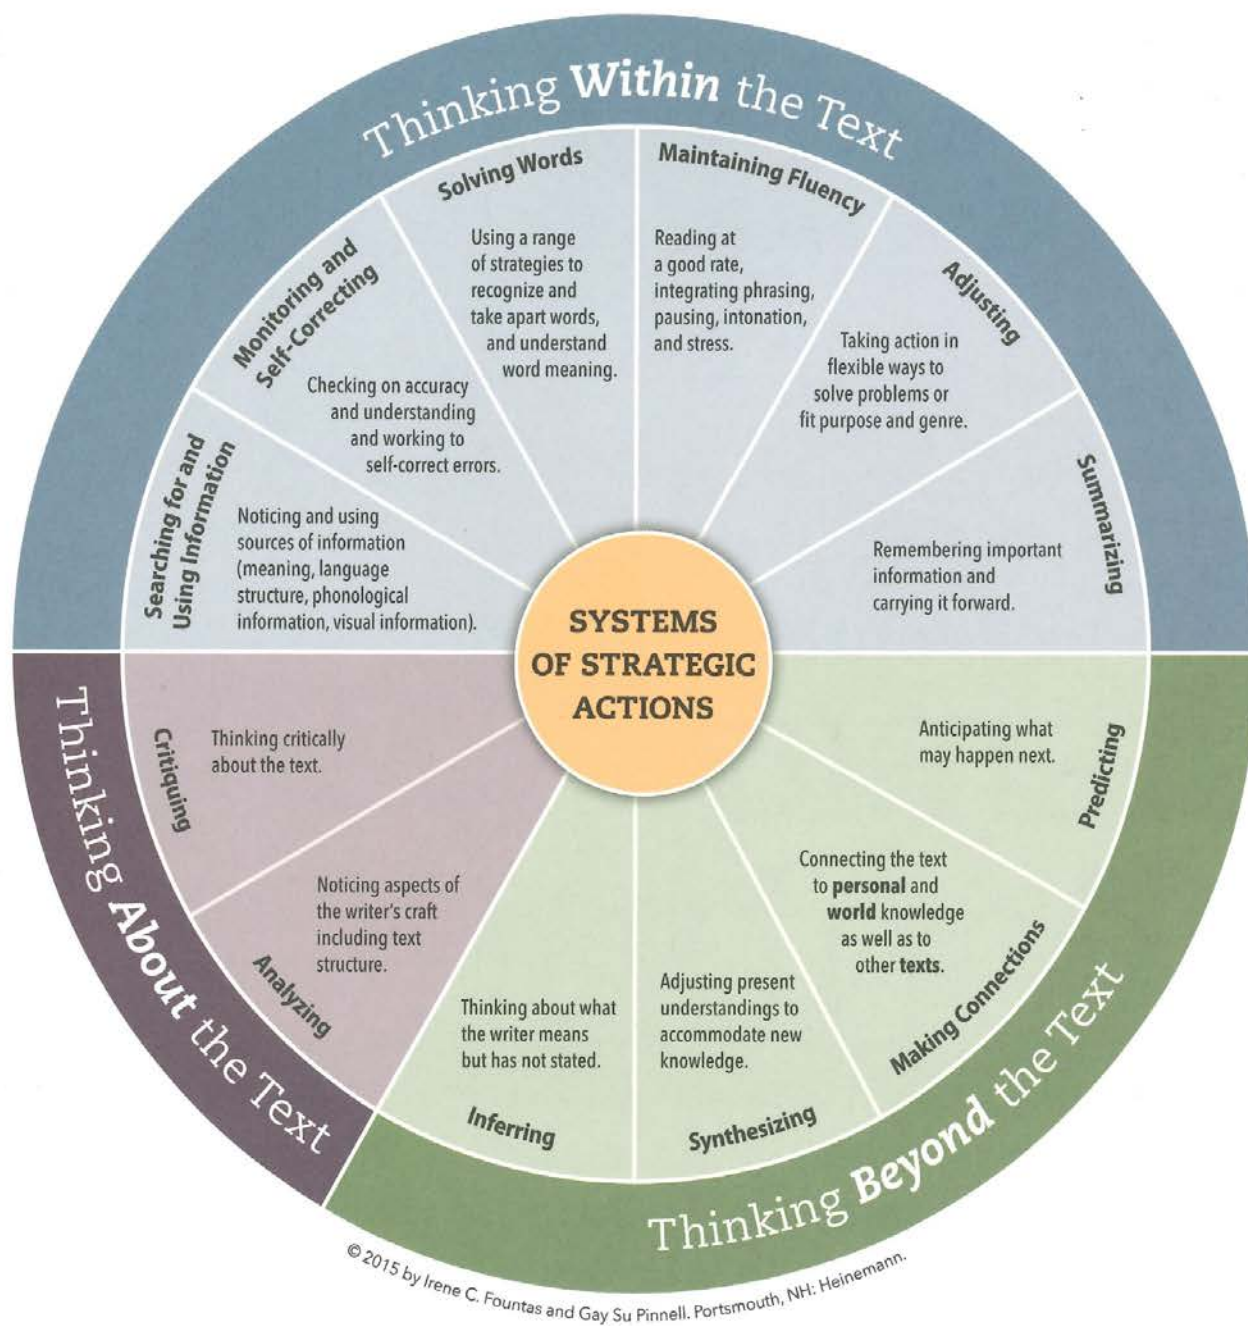 Thinking Within the Text
Searching for and
Using Information
Noticing and using
sources of information
(meaning, language
structure, phonological
information, visual information).
Monitoring and
Self-Correcting
Checking on accuracy
and understanding
and working to
self-correct errors.
Solving Words
Using a range
of strategies to
recognize and
take apart words,
and understand
word meaning.
Maintaining Fluency
Reading at
a good rate,
integrating phrasing,
pausing, intonation,
and stress.
Adjusting
Taking action in
flexible ways to
solve problems or
fit purpose and genre.
Summarizing
Remembering important
information and
carrying it forward.
SYSTEMS
OF STRATEGIC
ACTIONS
Thinking Beyond the Text
Predicting
Anticipating what
may happen next.
Making Connections
Connecting the text
to personal and
world knowledge
as well as to
other texts.
Synthesizing
Adjusting present
understandings to
accommodate new
knowledge.
Inferring
Thinking about what
the writer means
but has not stated.
Thinking About the Text
Analyzing
Noticing aspects of
the writer's craft
including text
structure.
Critiquing
Thinking critically
about the text.
© 2015 by Irene C. Fountas and Gay Su Pinnell. Portsmouth, NH: Heinemann.